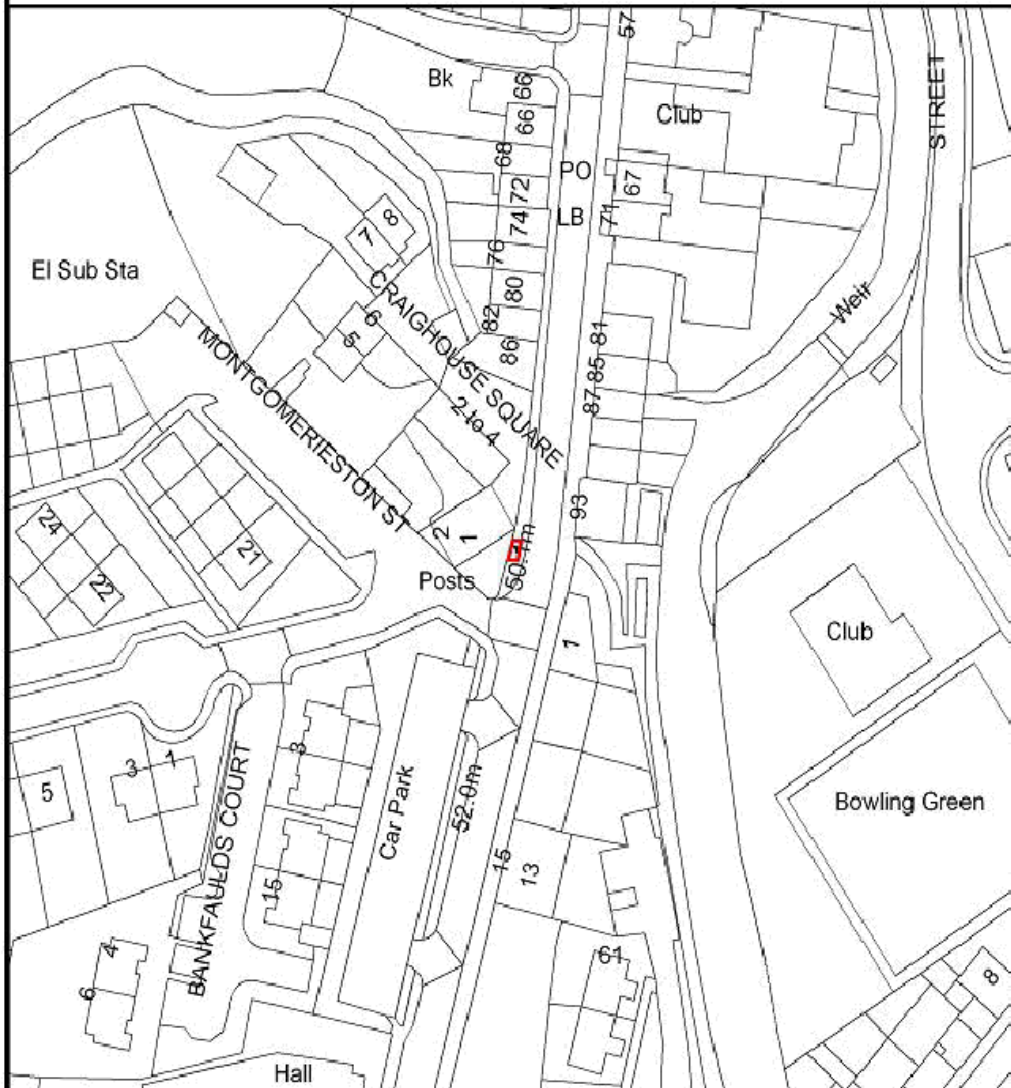 57
Bk
66
STREET
66
Club
68
PO
72
67
LB
74
71
8
7
76
El Sub Sta
80
CRAIGHOUSE SQUARE
6
82
Weir
5
86
81
MONTGOMERIESTON ST
85
87
2 to 4
93
24
2
1
21
50.1m
Posts
22
Club
1
3
3
1
5
BANKFAULDS COURT
Car Park
52.0m
Bowling Green
15
13
15
4
61
6
8
Hall